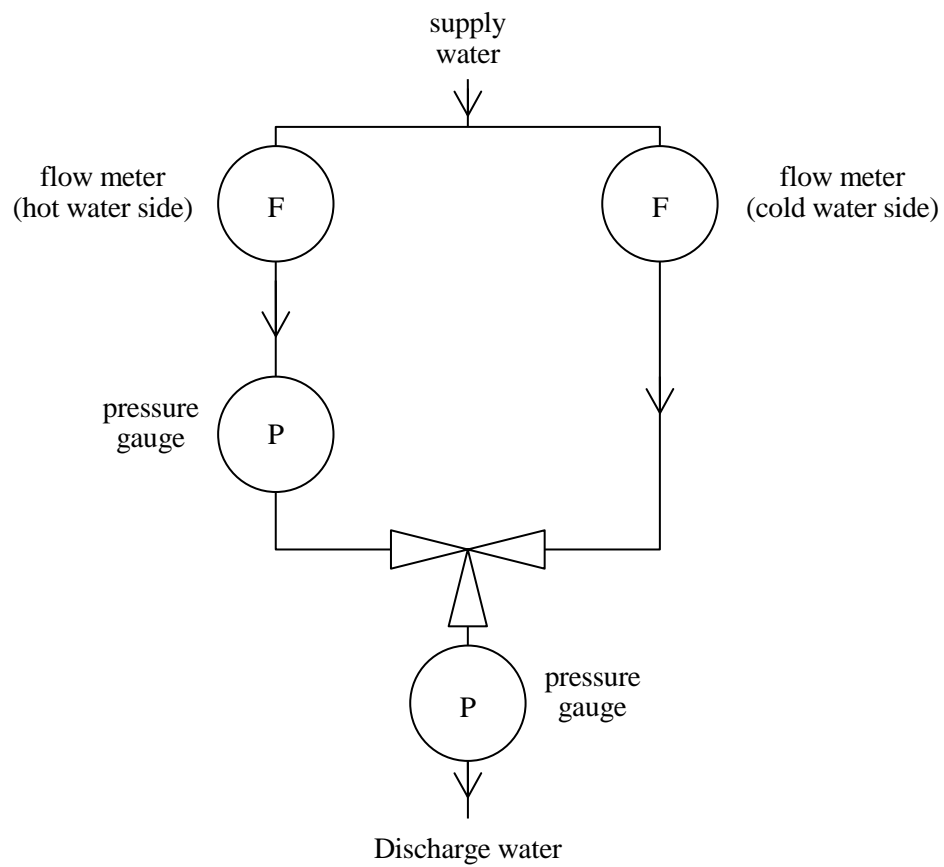 supply
water
flow meter
(hot water side)
F
F
flow meter
(cold water side)
pressure
gauge
P
P
pressure
gauge
Discharge water